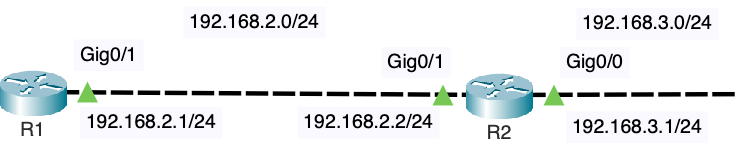 192.168.2.0/24
192.168.3.0/24
Gig0/1
Gig0/1
Gig0/0
192.168.2.1/24
192.168.2.2/24
192.168.3.1/24
R1
R2